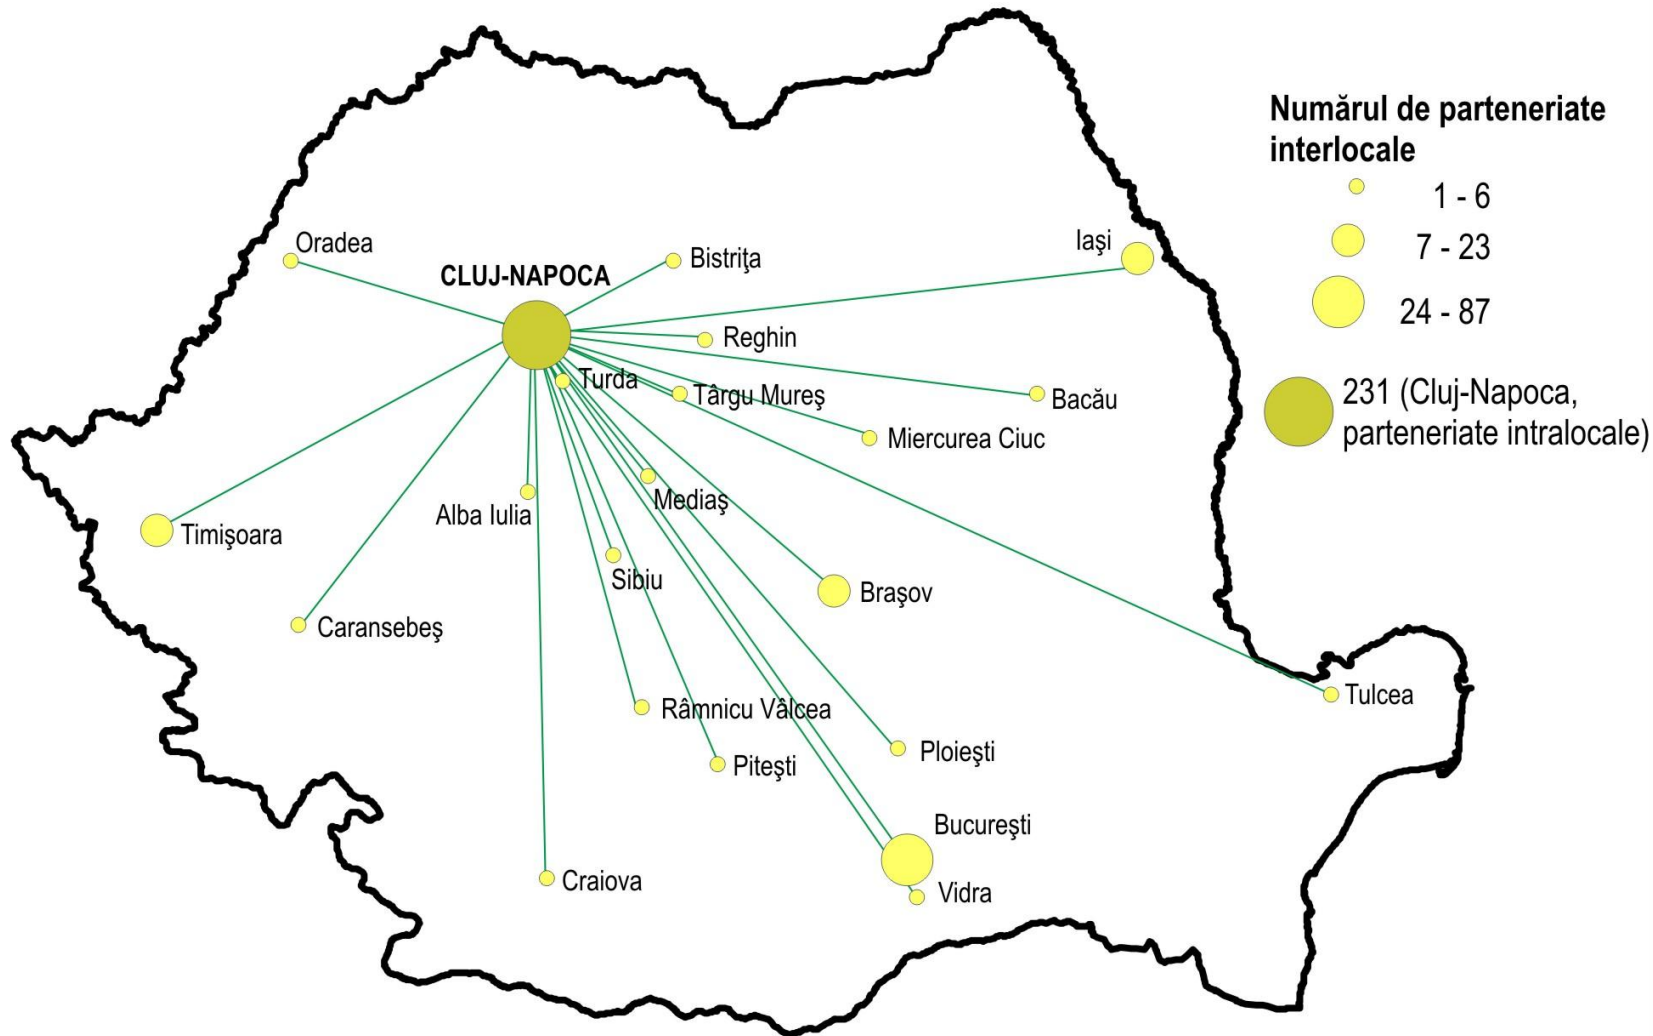 Numărul de parteneriate
interlocale
1 - 6
7 - 23
24 - 87
231 (Cluj-Napoca,
parteneriate intralocale)
Oradea
CLUJ-NAPOCA
Bistriţa
Iaşi
Reghin
Turda
Târgu Mureş
Bacău
Miercurea Ciuc
Mediaş
Alba Iulia
Timişoara
Sibiu
Braşov
Caransebeş
Râmnicu Vâlcea
Tulcea
Piteşti
Ploieşti
Bucureşti
Craiova
Vidra